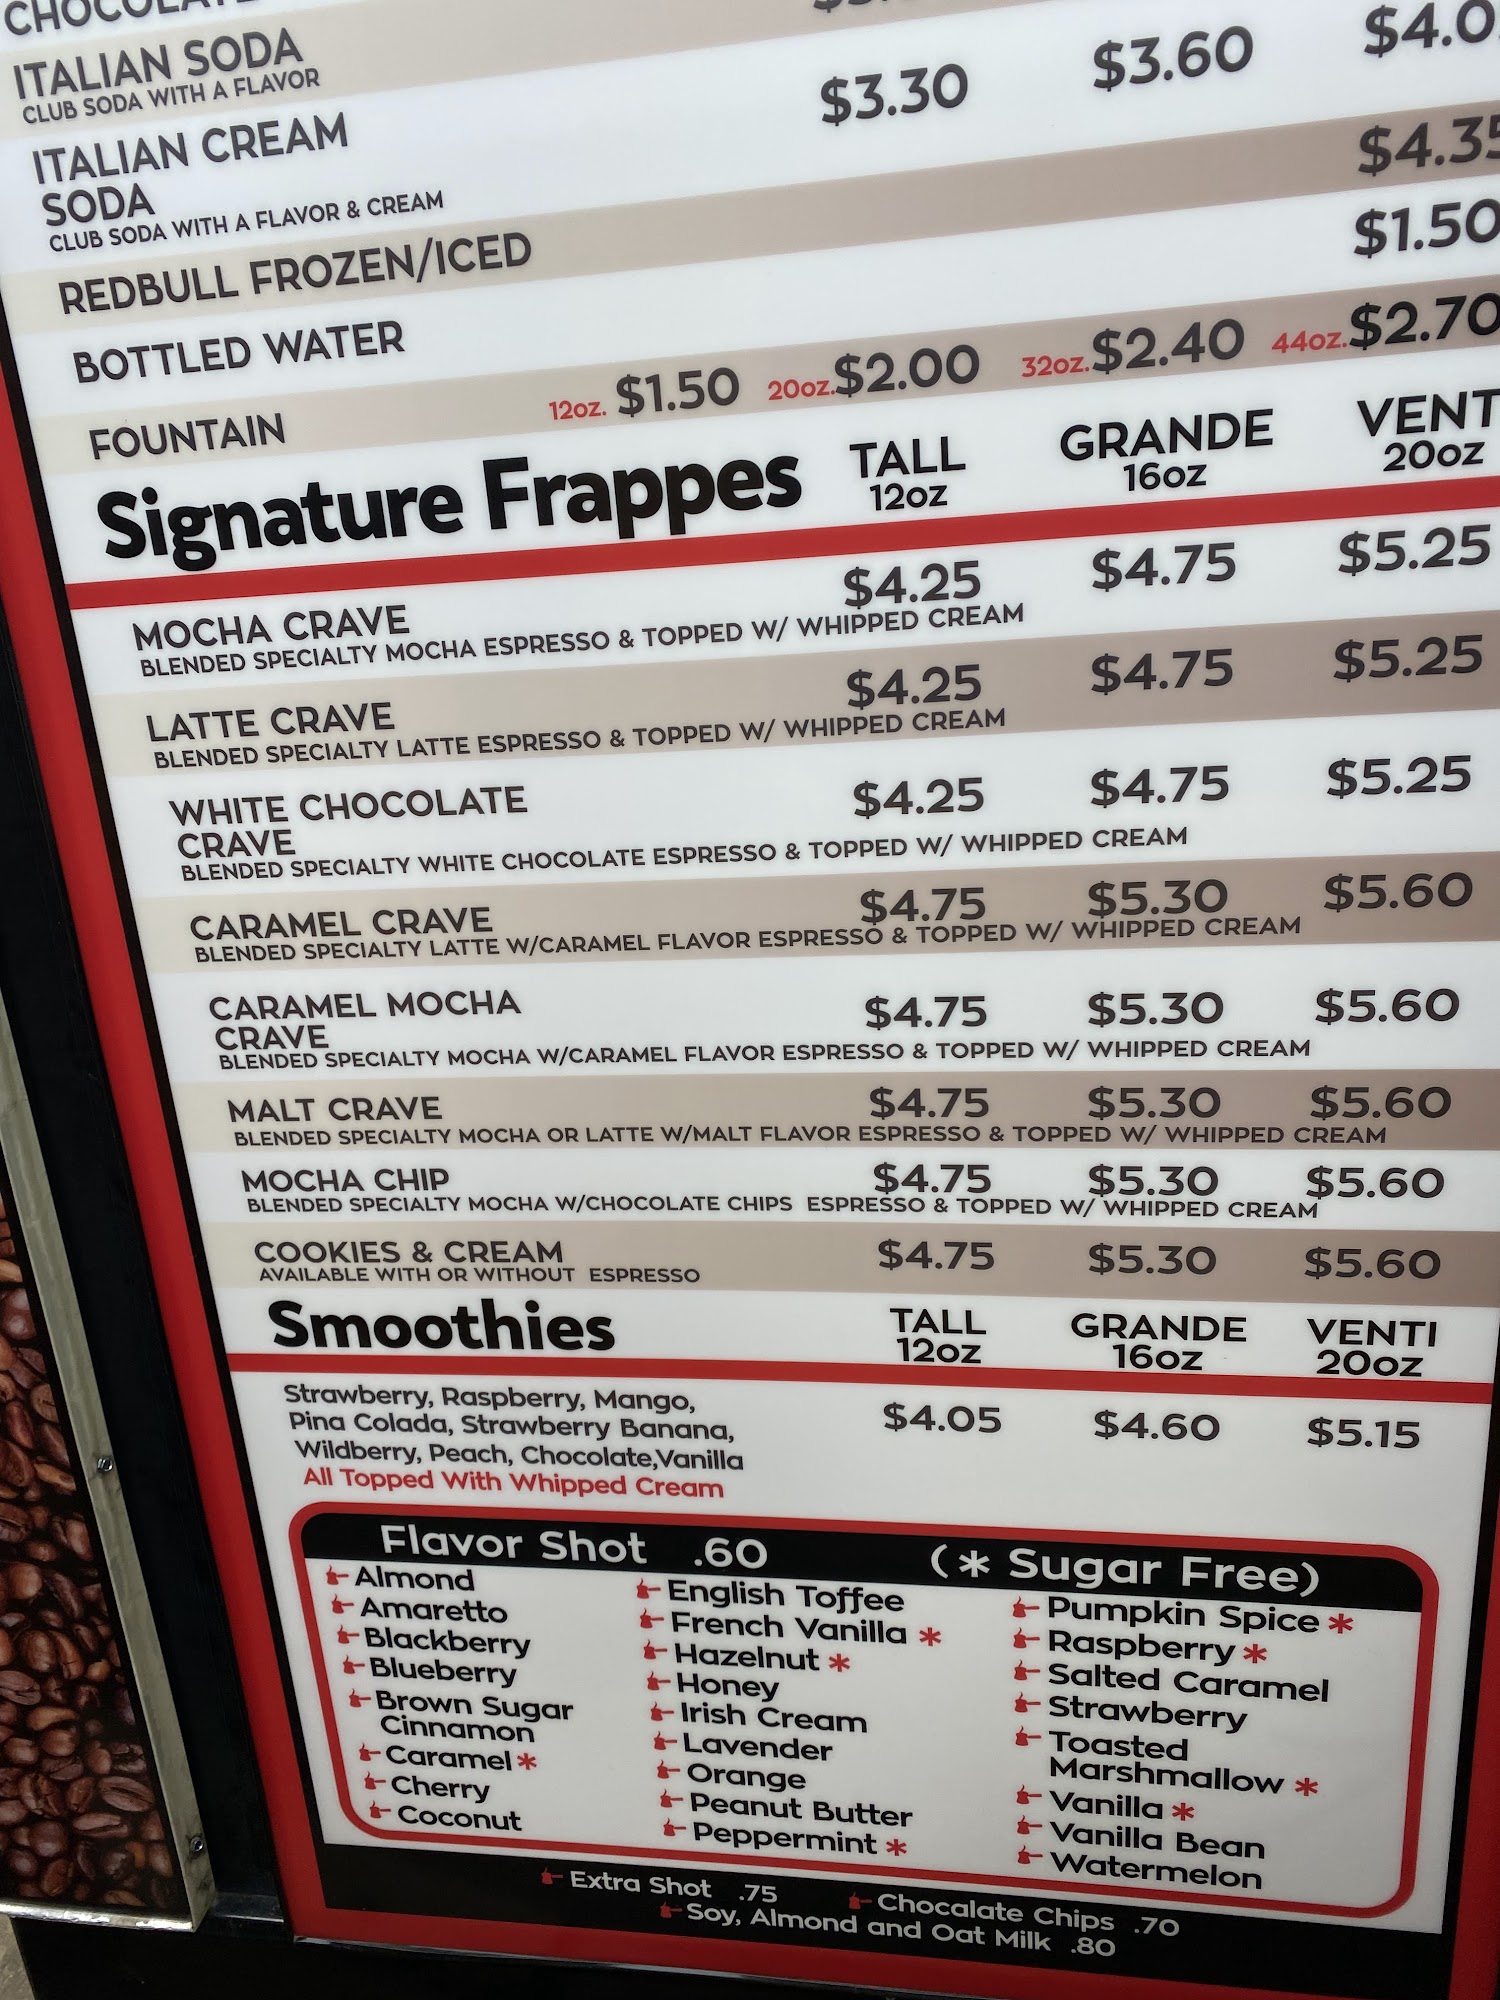 ITALIAN SODA
CLUB SODA WITH A FLAVOR
ITALIAN CREAM $3.30 $3.60
SODA
CLUB SODA WITH A FLAVOR & CREAM
REDBULL FROZEN/ICED $4.35
BOTTLED WATER $1.50
FOUNTAIN 12oz. $1.50 20oz. $2.00 32oz. $2.40 44oz. $2.70
Signature Frappes TALL GRANDE VENTI
12oz 16oz 20oz
MOCHA CRAVE $4.25 $4.75 $5.25
BLENDED SPECIALTY MOCHA ESPRESSO & TOPPED W/ WHIPPED CREAM
LATTE CRAVE $4.25 $4.75 $5.25
BLENDED SPECIALTY LATTE ESPRESSO & TOPPED W/ WHIPPED CREAM
WHITE CHOCOLATE $4.25 $4.75 $5.25
CRAVE
BLENDED SPECIALTY WHITE CHOCOLATE ESPRESSO & TOPPED W/ WHIPPED CREAM
CARAMEL CRAVE $4.75 $5.30 $5.60
BLENDED SPECIALTY LATTE W/CARAMEL FLAVOR ESPRESSO & TOPPED W/ WHIPPED CREAM
CARAMEL MOCHA $4.75 $5.30 $5.60
CRAVE
BLENDED SPECIALTY MOCHA W/CARAMEL FLAVOR ESPRESSO & TOPPED W/ WHIPPED CREAM
MALT CRAVE $4.75 $5.30 $5.60
BLENDED SPECIALTY MOCHA OR LATTE W/MALT FLAVOR ESPRESSO & TOPPED W/ WHIPPED CREAM
MOCHA CHIP $4.75 $5.30 $5.60
BLENDED SPECIALTY MOCHA W/CHOCOLATE CHIPS ESPRESSO & TOPPED W/ WHIPPED CREAM
COOKIES & CREAM $4.75 $5.30 $5.60
AVAILABLE WITH OR WITHOUT ESPRESSO
Smoothies TALL GRANDE VENTI
12oz 16oz 20oz
Strawberry, Raspberry, Mango, $4.05 $4.60 $5.15
Pina Colada, Strawberry Banana,
Wildberry, Peach, Chocolate,Vanilla
All Topped With Whipped Cream
Flavor Shot .60 (* Sugar Free)
Almond
Amaretto
Blackberry
Blueberry
Brown Sugar
Cinnamon
Caramel *
Cherry
Coconut
English Toffee
French Vanilla *
Hazelnut *
Honey
Irish Cream
Lavender
Orange
Peanut Butter
Peppermint *
Pumpkin Spice *
Raspberry *
Salted Caramel
Strawberry
Toasted
Marshmallow *
Vanilla *
Vanilla Bean
Watermelon
Extra Shot .75 Chocalate Chips .70
Soy, Almond and Oat Milk .80